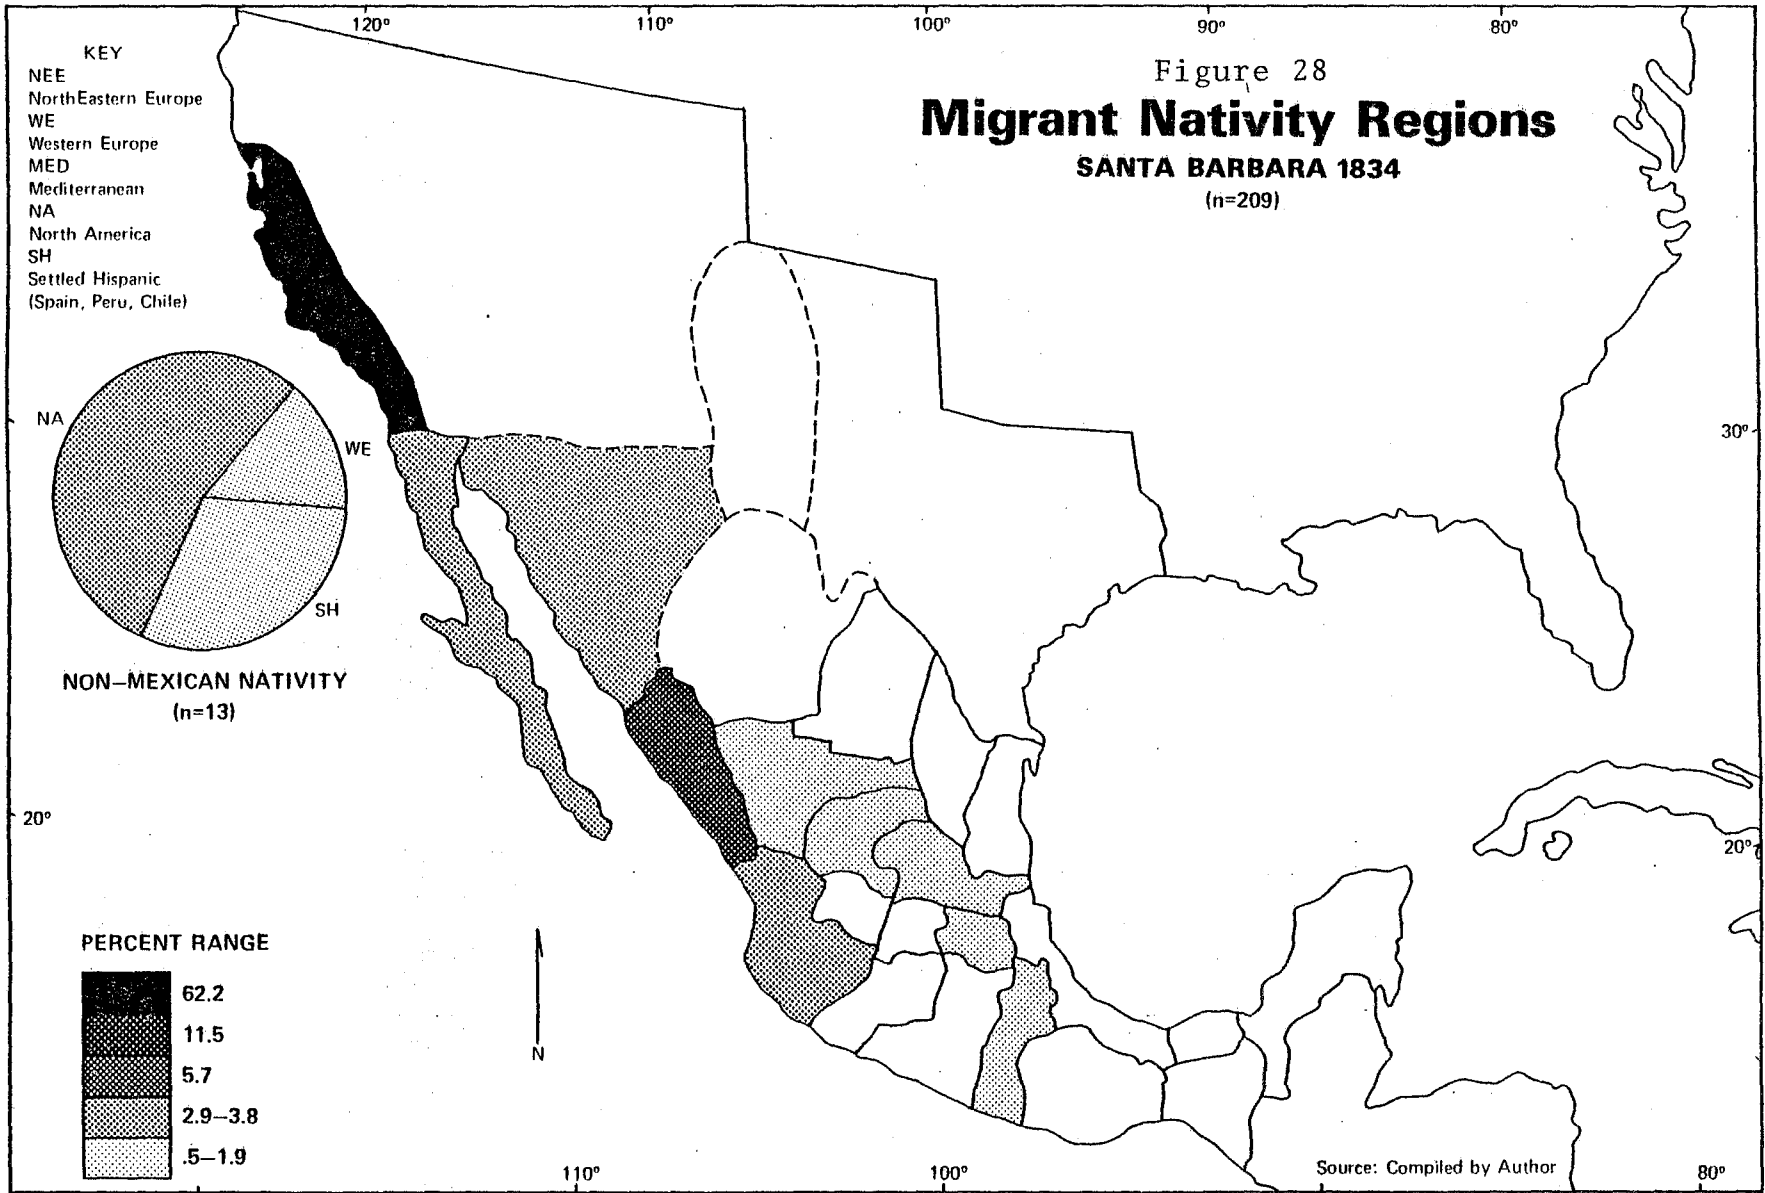 120°
110°
100°
90°
80°
KEY
NEE
NorthEastern Europe
WE
Western Europe
MED
Mediterranean
NA
North America
SH
Settled Hispanic
(Spain, Peru, Chile)
Figure 28
Migrant Nativity Regions
SANTA BARBARA 1834
(n=209)
NA
WE
SH
NON—MEXICAN NATIVITY
(n=13)
30°
20°
20°
PERCENT RANGE
62.2
11.5
5.7
2.9—3.8
.5—1.9
N
Source: Compiled by Author
110°
100°
80°